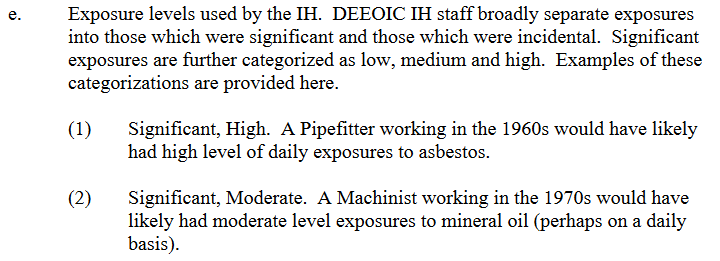 e. Exposure levels used by the IH. DEEOIC IH staff broadly separate exposures
into those which were significant and those which were incidental. Significant
exposures are further categorized as low, medium and high. Examples of these
categorizations are provided here.
(1) Significant, High. A Pipefitter working in the 1960s would have likely
had high level of daily exposures to asbestos.
(2) Significant, Moderate. A Machinist working in the 1970s would have
likely had moderate level exposures to mineral oil (perhaps on a daily
basis).